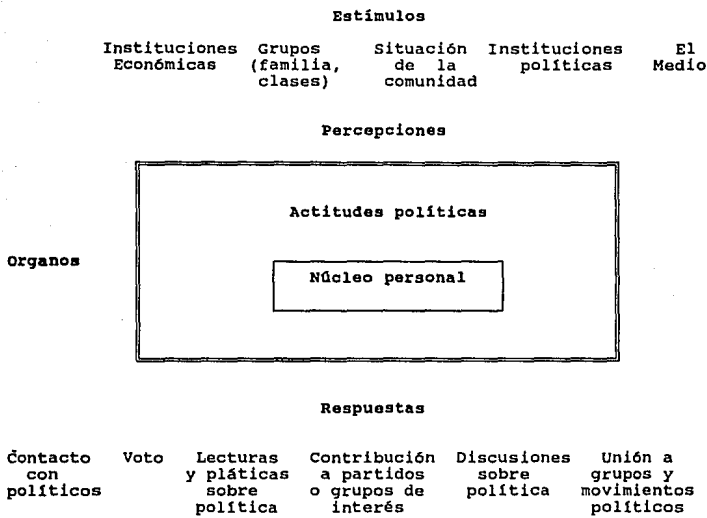 Estímulos
Instituciones Grupos Situación Instituciones El
Económicas (familia, de la políticas Medio
clases) comunidad
Percepciones
Actitudes políticas
Organos
Núcleo personal
Respuestas
Contacto Voto Lecturas Contribución Discusiones Unión a
con y pláticas a partidos sobre grupos y
políticos sobre o grupos de política movimientos
política interés políticos